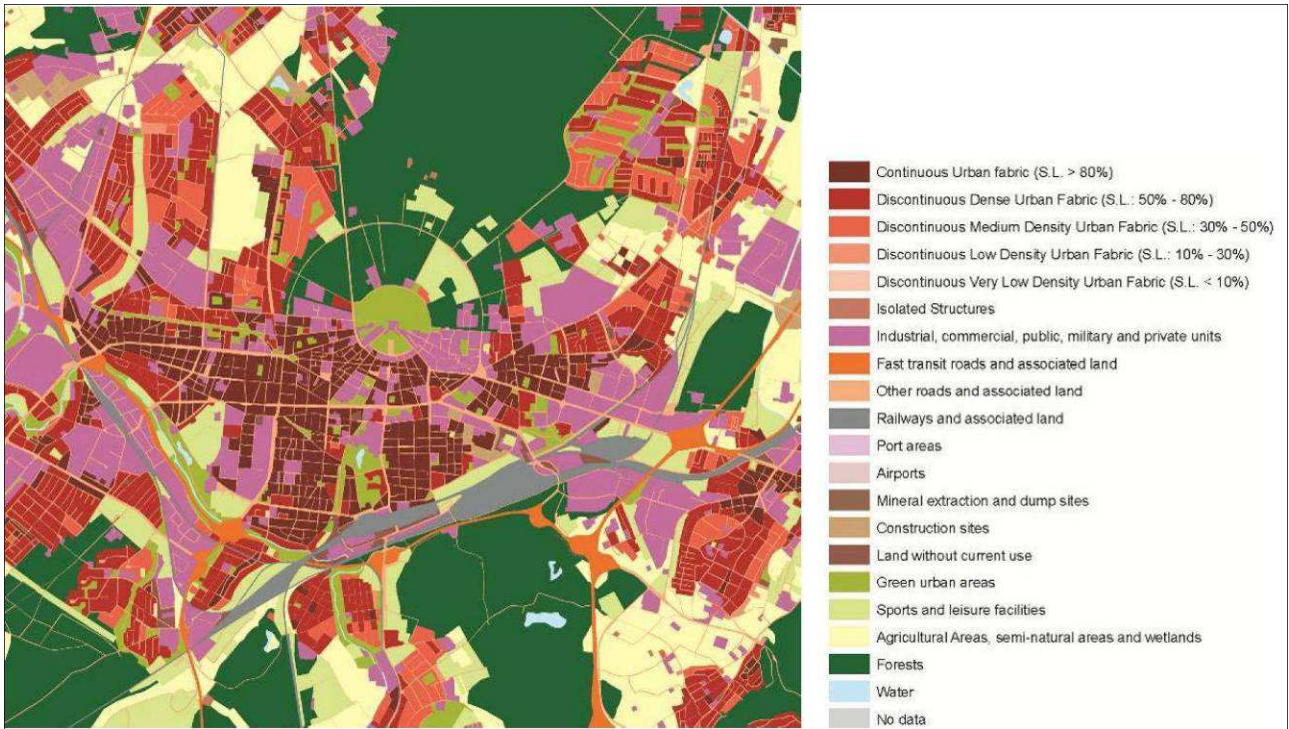 Continuous Urban fabric (S.L. > 80%)
Discontinuous Dense Urban Fabric (S.L.: 50% - 80%)
Discontinuous Medium Density Urban Fabric (S.L.: 30% - 50%)
Discontinuous Low Density Urban Fabric (S.L.: 10% - 30%)
Discontinuous Very Low Density Urban Fabric (S.L. < 10%)
Isolated Structures
Industrial, commercial, public, military and private units
Fast transit roads and associated land
Other roads and associated land
Railways and associated land
Port areas
Airports
Mineral extraction and dump sites
Construction sites
Land without current use
Green urban areas
Sports and leisure facilities
Agricultural Areas, semi-natural areas and wetlands
Forests
Water
No data